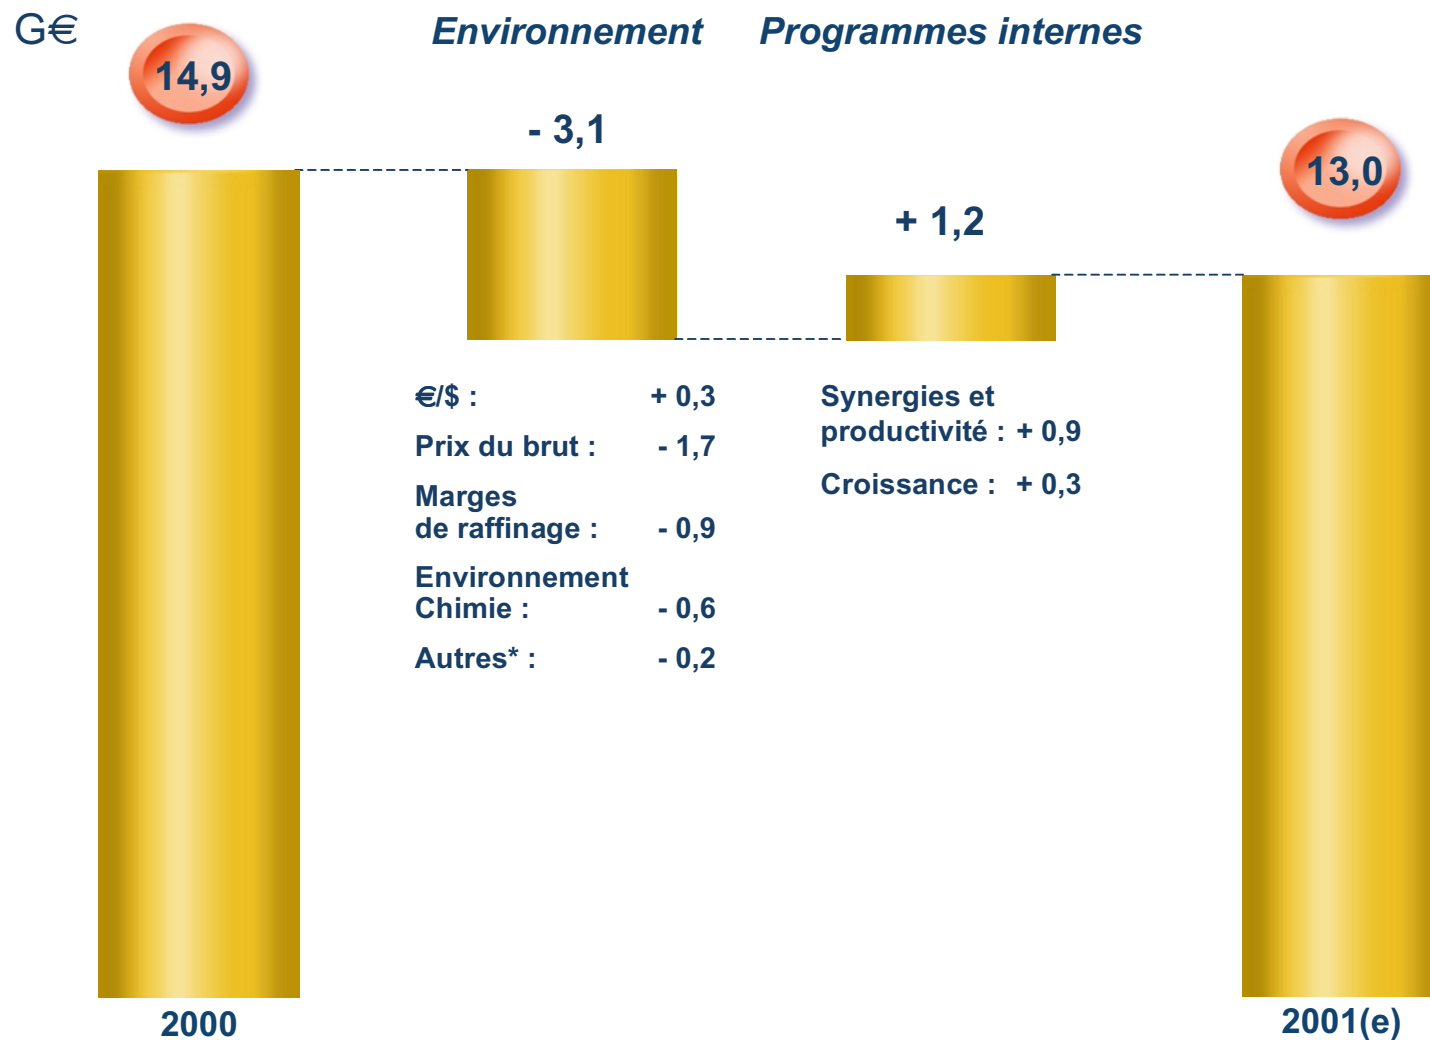 G€
14,9
Environnement
Programmes internes
- 3,1
+ 1,2
13,0
€/$ : + 0,3
Prix du brut : - 1,7
Marges
de raffinage : - 0,9
Environnement
Chimie : - 0,6
Autres* : - 0,2
Synergies et
productivité : + 0,9
Croissance : + 0,3
2000
2001(e)